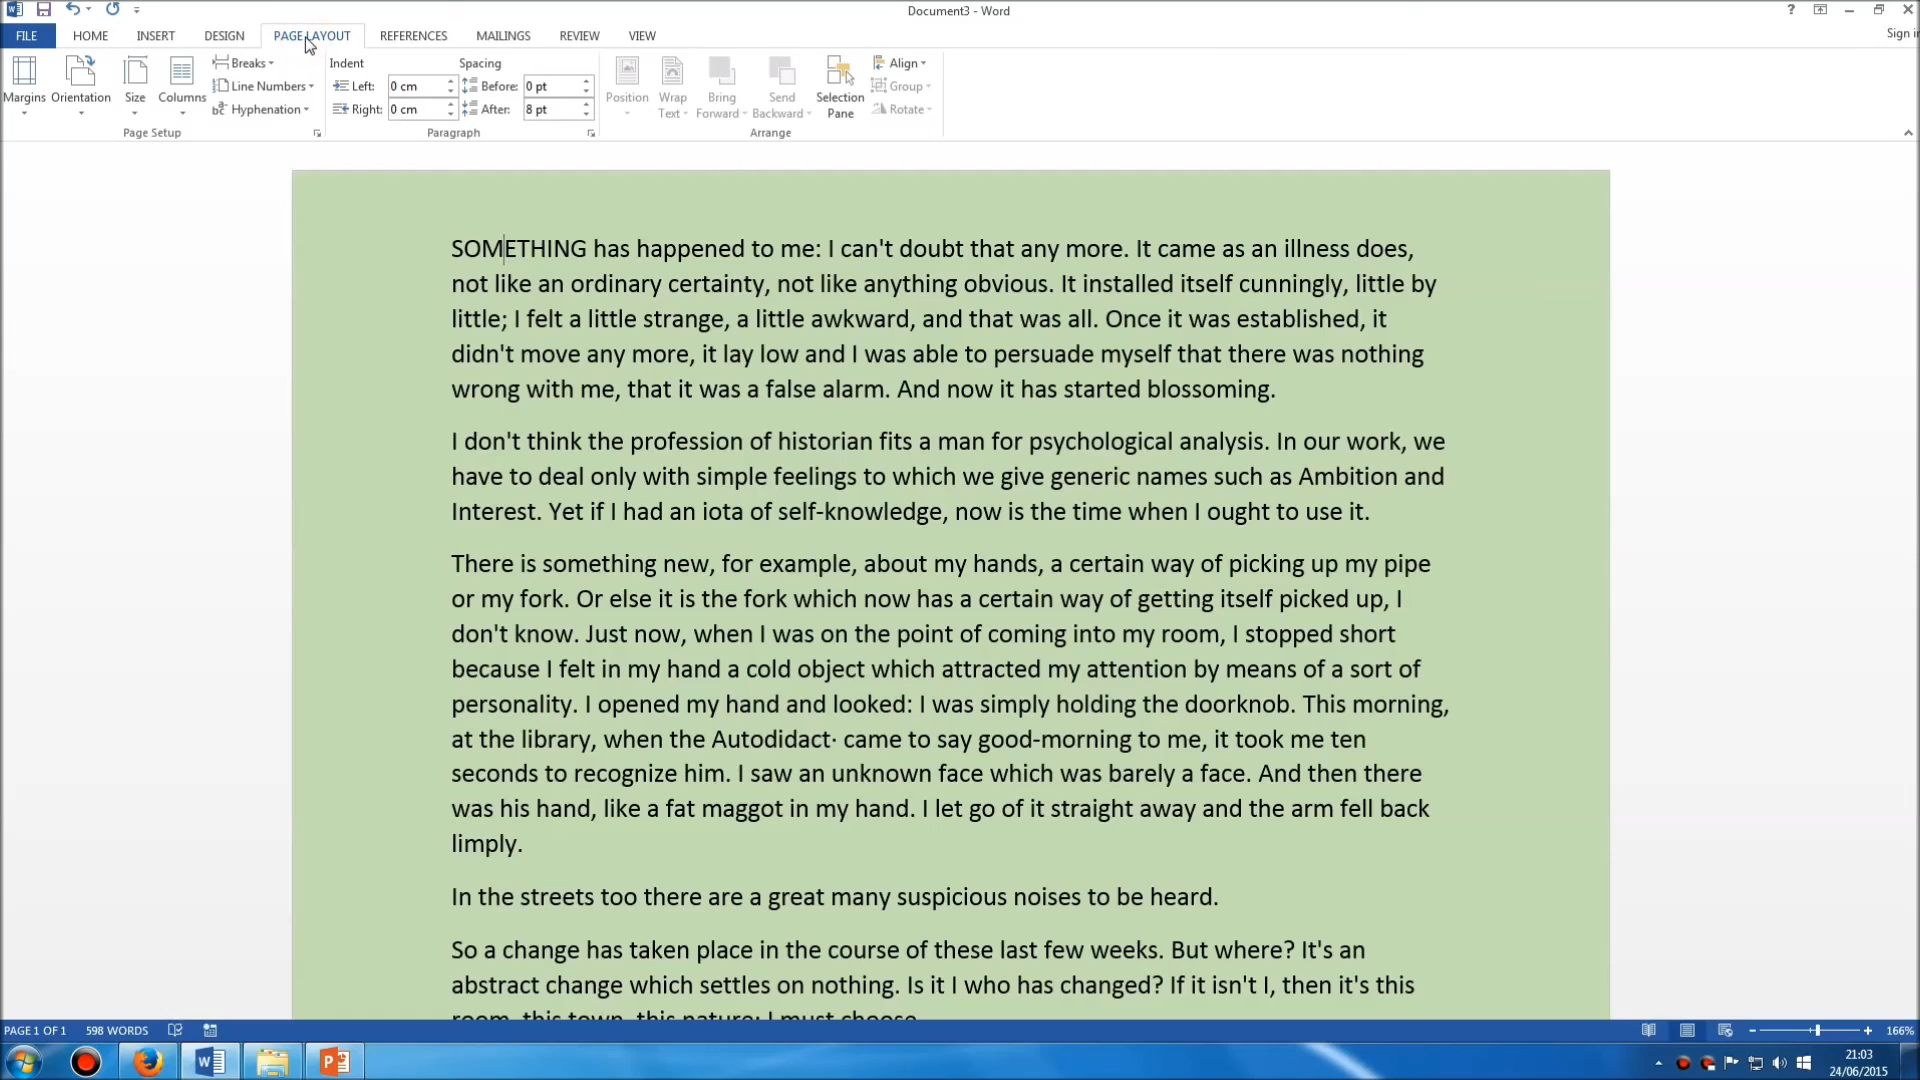 Document3 - Word
?
Sign in
FILE HOME INSERT DESIGN PAGE LAYOUT REFERENCES MAILINGS REVIEW VIEW
Margins
Orientation
Size
Columns
Breaks
Line Numbers
Hyphenation
Page Setup
Indent
Left: 0 cm
Right: 0 cm
Spacing
Before: 0 pt
After: 8 pt
Paragraph
Position
Wrap
Text
Bring
Forward
Send
Backward
Selection
Pane
Align
Group
Rotate
Arrange
SOMETHING has happened to me: I can't doubt that any more. It came as an illness does,
not like an ordinary certainty, not like anything obvious. It installed itself cunningly, little by
little; I felt a little strange, a little awkward, and that was all. Once it was established, it
didn't move any more, it lay low and I was able to persuade myself that there was nothing
wrong with me, that it was a false alarm. And now it has started blossoming.
I don't think the profession of historian fits a man for psychological analysis. In our work, we
have to deal only with simple feelings to which we give generic names such as Ambition and
Interest. Yet if I had an iota of self-knowledge, now is the time when I ought to use it.
There is something new, for example, about my hands, a certain way of picking up my pipe
or my fork. Or else it is the fork which now has a certain way of getting itself picked up, I
don't know. Just now, when I was on the point of coming into my room, I stopped short
because I felt in my hand a cold object which attracted my attention by means of a sort of
personality. I opened my hand and looked: I was simply holding the doorknob. This morning,
at the library, when the Autodidact· came to say good-morning to me, it took me ten
seconds to recognize him. I saw an unknown face which was barely a face. And then there
was his hand, like a fat maggot in my hand. I let go of it straight away and the arm fell back
limply.
In the streets too there are a great many suspicious noises to be heard.
So a change has taken place in the course of these last few weeks. But where? It's an
abstract change which settles on nothing. Is it I who has changed? If it isn't I, then it's this
room, this town, this nature; I must choose.
PAGE 1 OF 1 598 WORDS
166%
21:03
24/06/2015